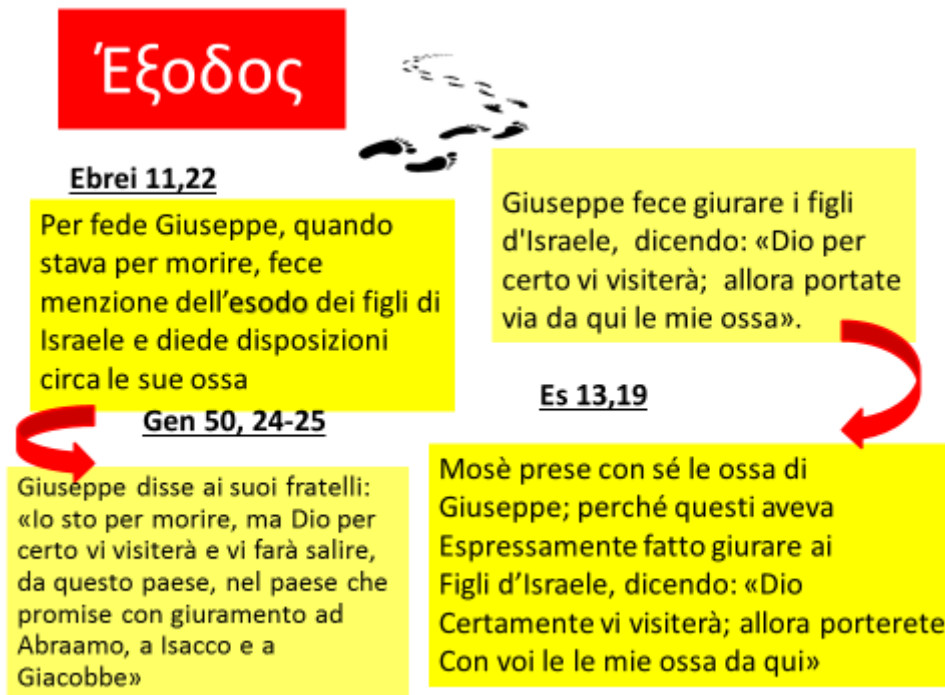 Έξοδος
Ebrei 11,22
Per fede Giuseppe, quando
stava per morire, fece
menzione dell'esodo dei figli di
Israele e diede disposizioni
circa le sue ossa
Gen 50, 24-25
Giuseppe disse ai suoi fratelli:
«Io sto per morire, ma Dio per
certo vi visiterà e vi farà salire,
da questo paese, nel paese che
promise con giuramento ad
Abraamo, a Isacco e a
Giacobbe»
Giuseppe fece giurare i figli
d'Israele, dicendo: «Dio per
certo vi visiterà; allora portate
via da qui le mie ossa».
Es 13,19
Mosè prese con sé le ossa di
Giuseppe; perché questi aveva
Espressamente fatto giurare ai
Figli d'Israele, dicendo: «Dio
Certamente vi visiterà; allora porterete
Con voi le le mie ossa da qui»